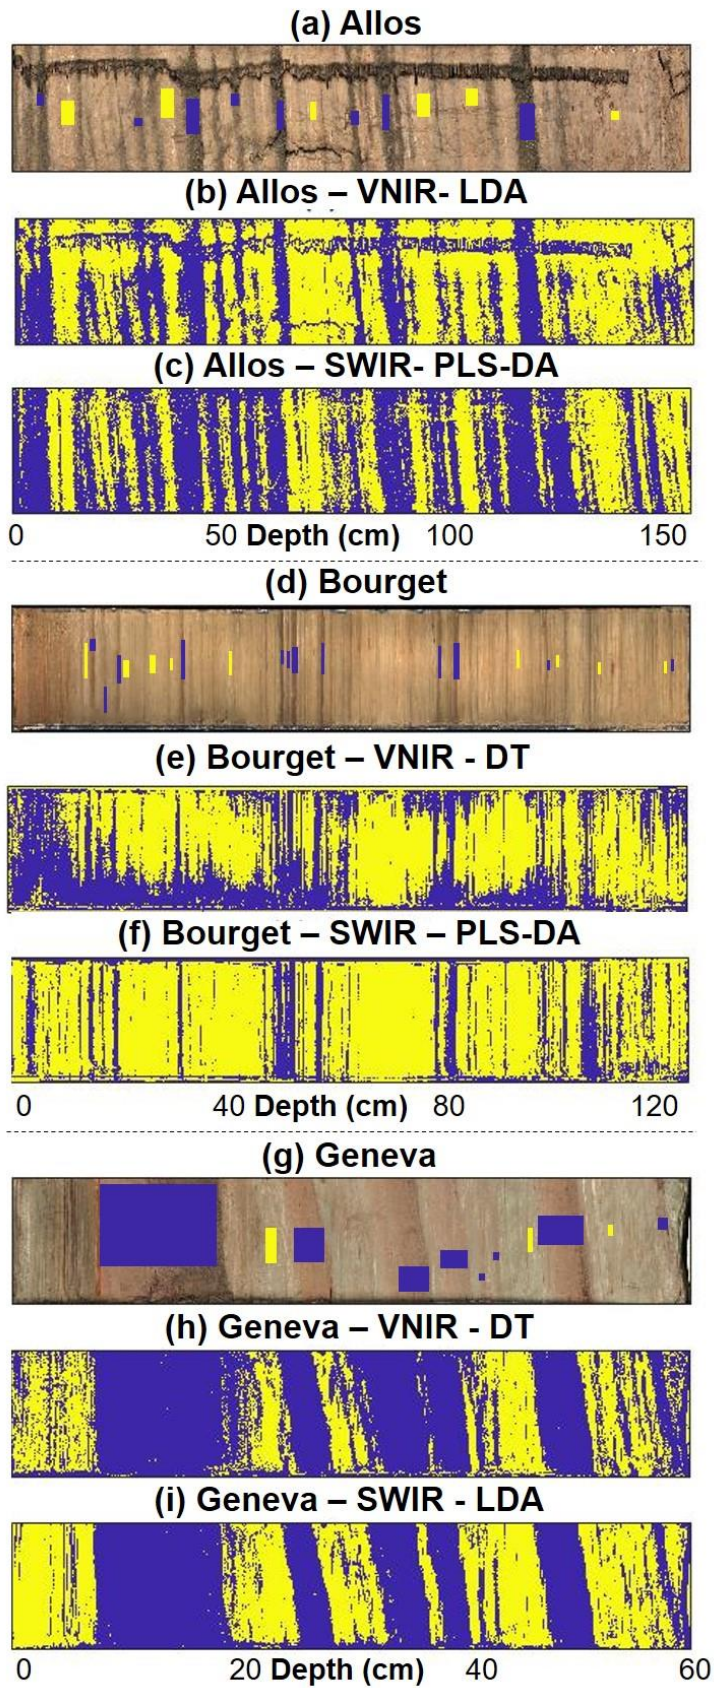 (a) Allos
(b) Allos – VNIR- LDA
(c) Allos – SWIR- PLS-DA
0 50 Depth (cm) 100 150
(d) Bourget
(e) Bourget – VNIR - DT
(f) Bourget – SWIR – PLS-DA
0 40 Depth (cm) 80 120
(g) Geneva
(h) Geneva – VNIR - DT
(i) Geneva – SWIR - LDA
0 20 Depth (cm) 40 60